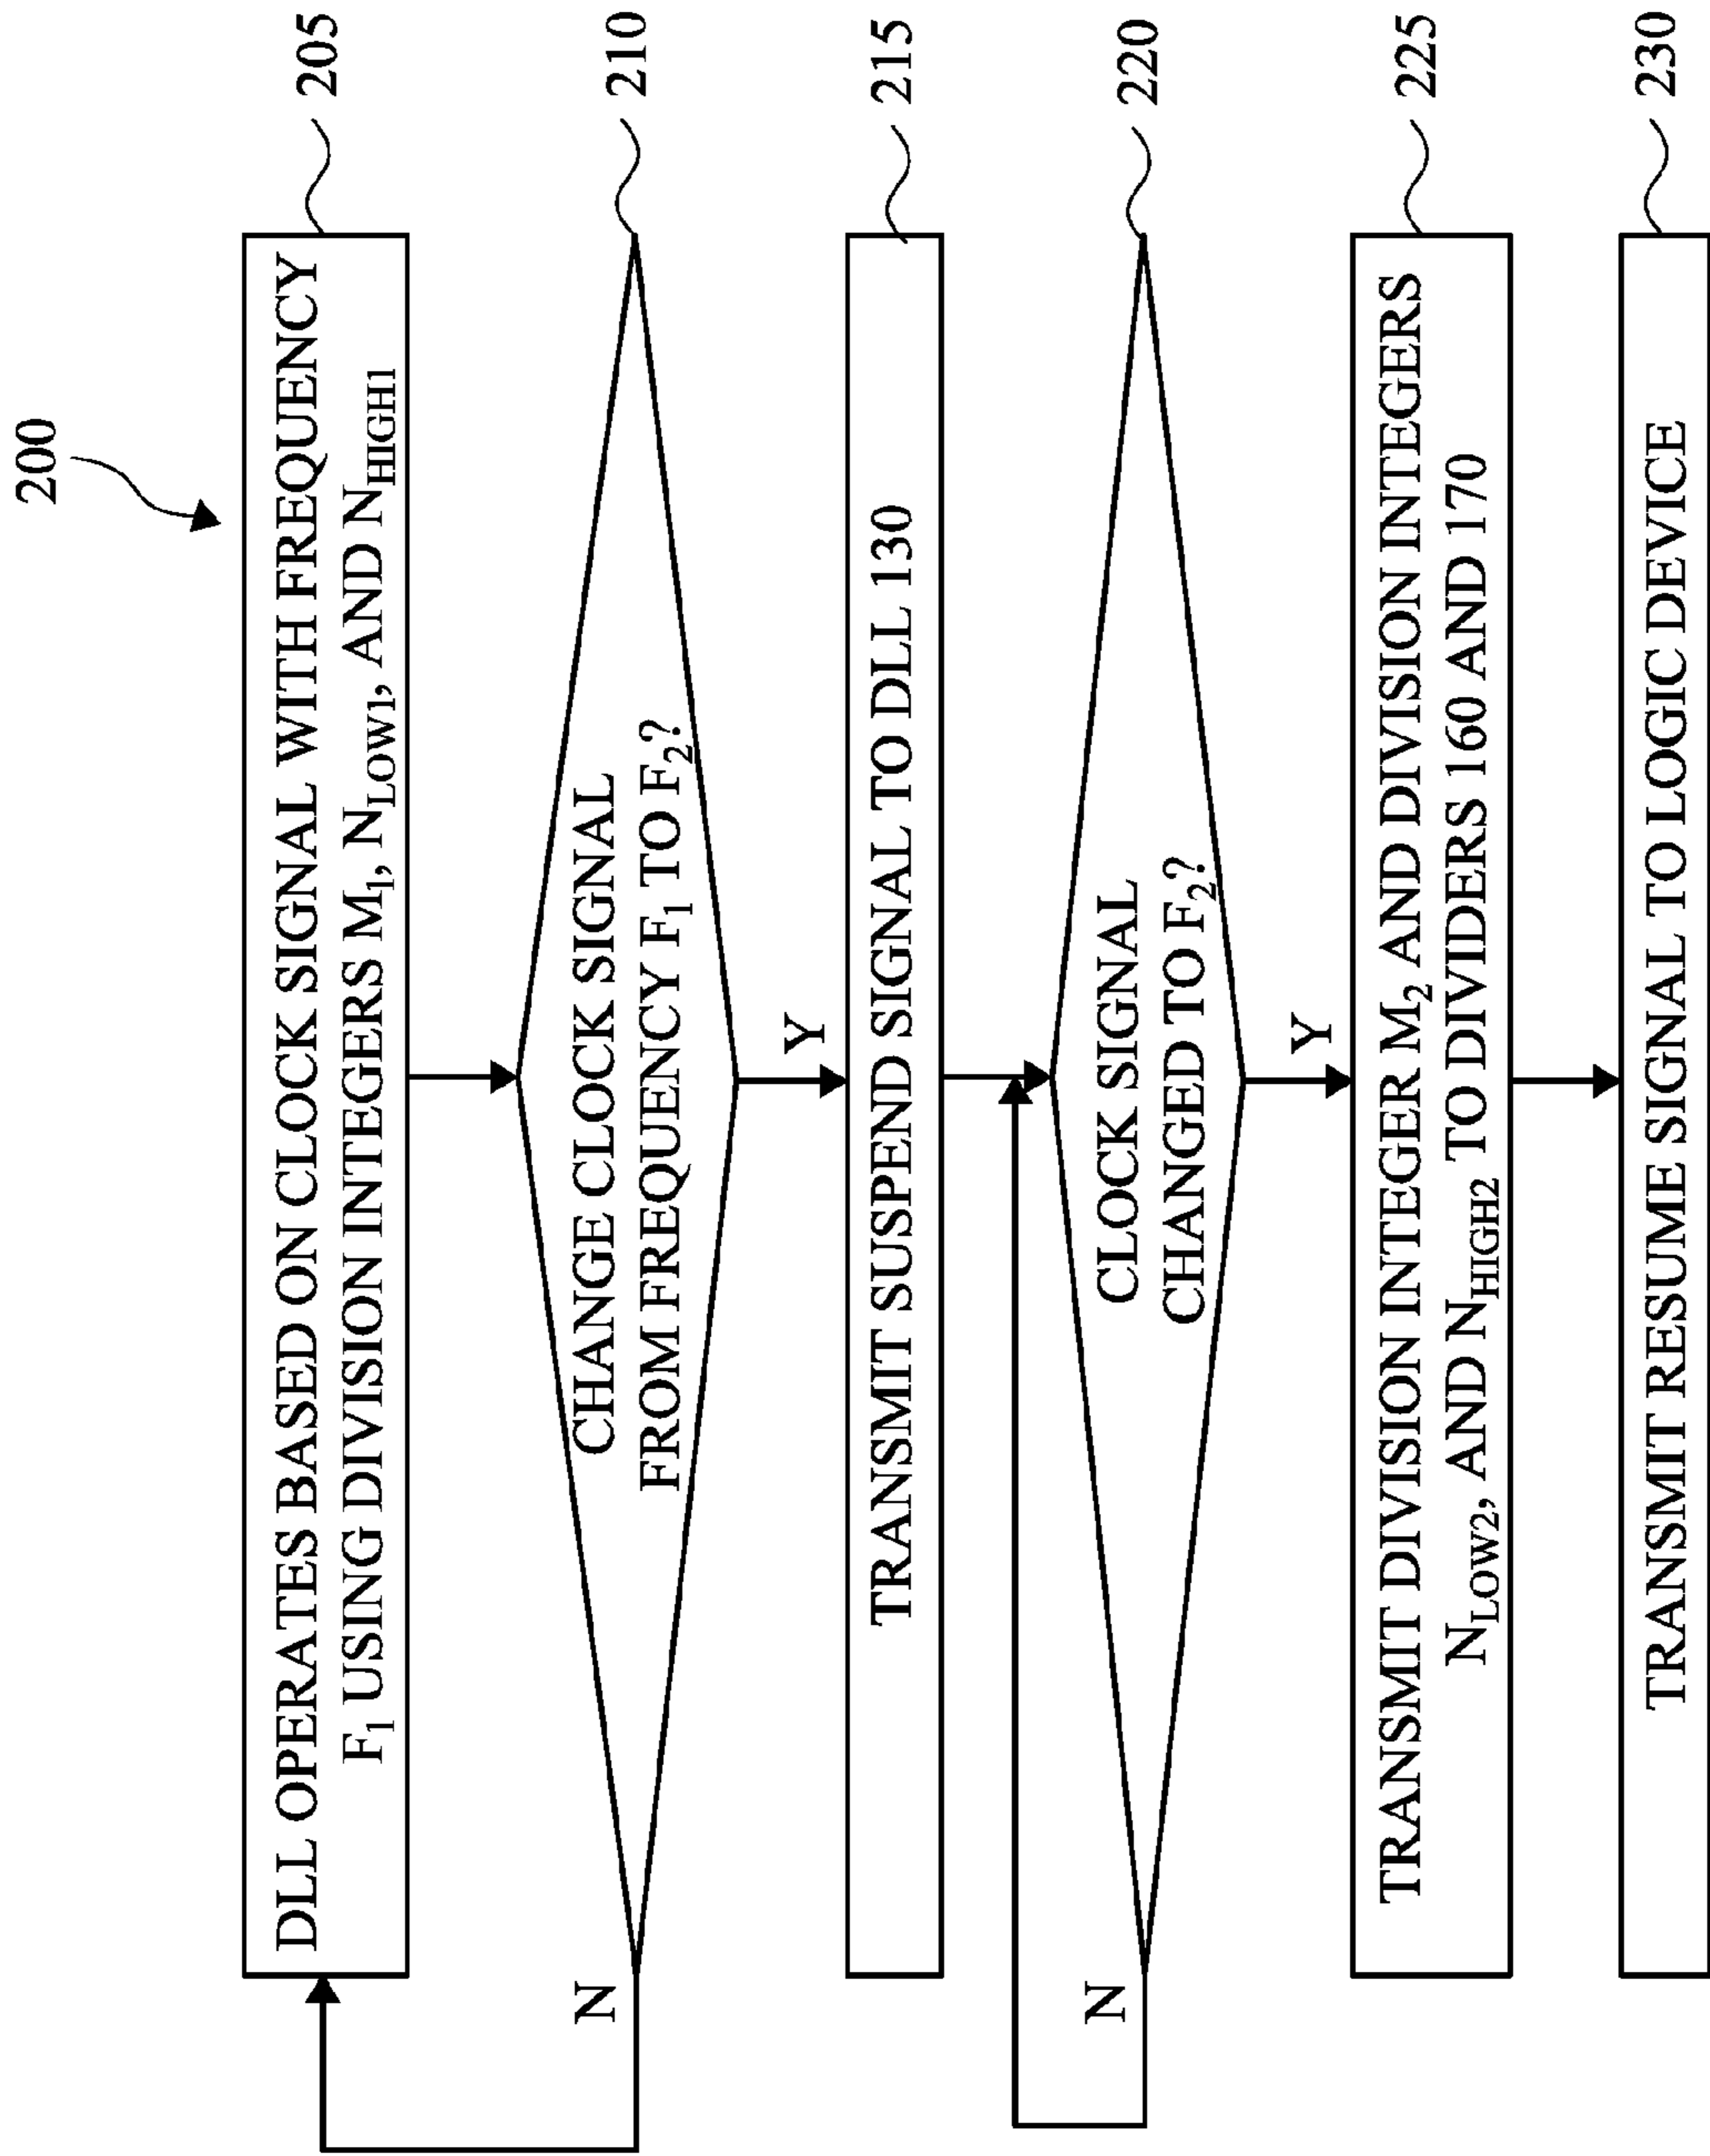 200
DLL OPERATES BASED ON CLOCK SIGNAL WITH FREQUENCY
F1 USING DIVISION INTEGERS M1, NLOW1, AND NHIGH1
205
CHANGE CLOCK SIGNAL
FROM FREQUENCY F1 TO F2?
210
N
Y
TRANSMIT SUSPEND SIGNAL TO DLL 130
215
CLOCK SIGNAL
CHANGED TO F2?
220
N
Y
TRANSMIT DIVISION INTEGER M2 AND DIVISION INTEGERS
NLOW2, AND NHIGH2 TO DIVIDERS 160 AND 170
225
TRANSMIT RESUME SIGNAL TO LOGIC DEVICE
230